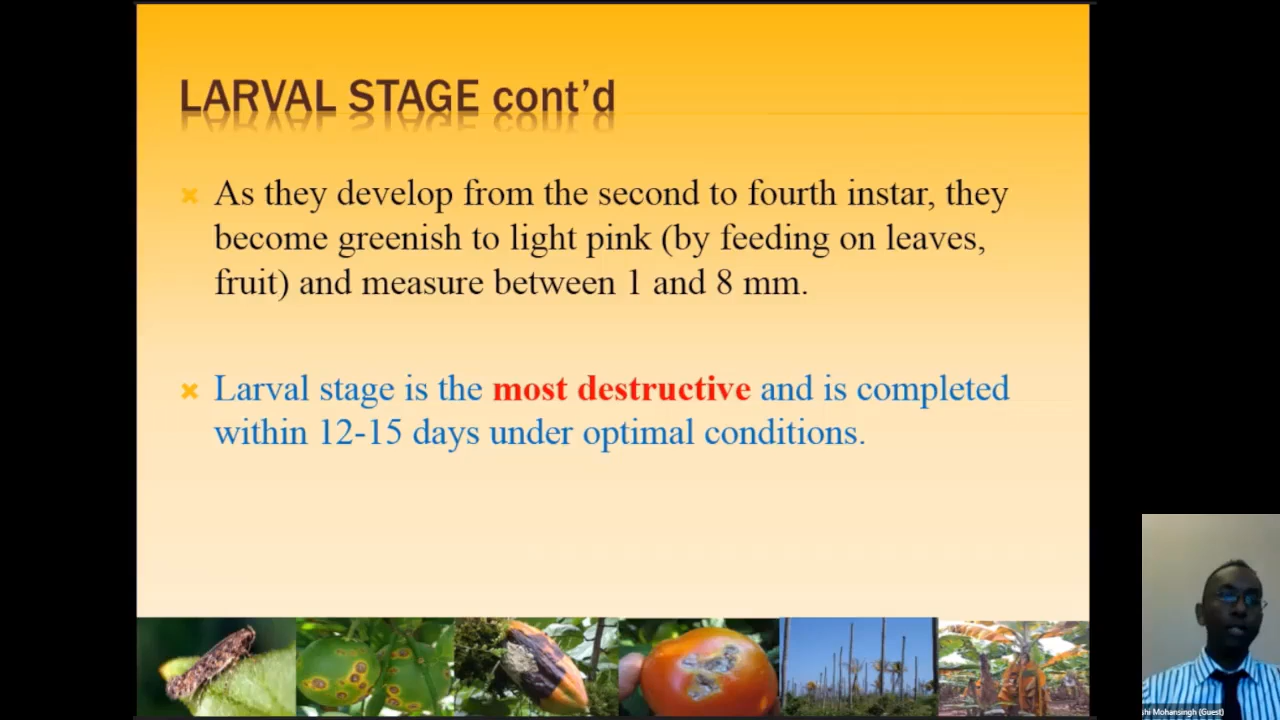 LARVAL STAGE cont’d
As they develop from the second to fourth instar, they
become greenish to light pink (by feeding on leaves,
fruit) and measure between 1 and 8 mm.
Larval stage is the most destructive and is completed
within 12-15 days under optimal conditions.
Mohansingh (Guest)